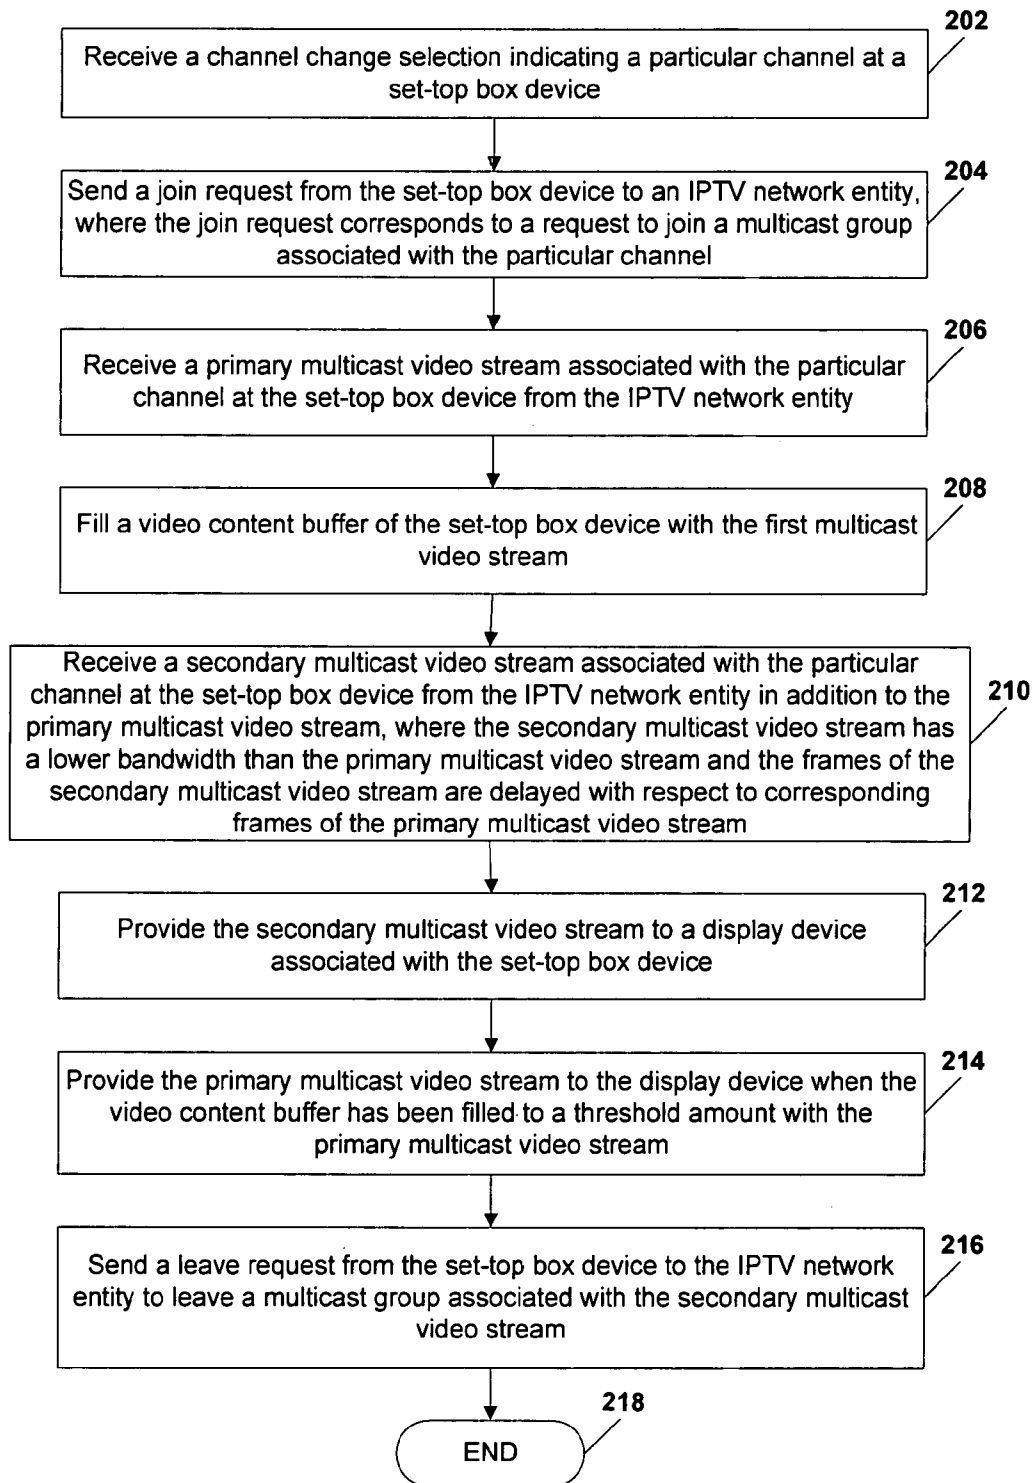 202
Receive a channel change selection indicating a particular channel at a
set-top box device
204
Send a join request from the set-top box device to an IPTV network entity,
where the join request corresponds to a request to join a multicast group
associated with the particular channel
206
Receive a primary multicast video stream associated with the particular
channel at the set-top box device from the IPTV network entity
208
Fill a video content buffer of the set-top box device with the first multicast
video stream
Receive a secondary multicast video stream associated with the particular
channel at the set-top box device from the IPTV network entity in addition to the
primary multicast video stream, where the secondary multicast video stream has
a lower bandwidth than the primary multicast video stream and the frames of the
secondary multicast video stream are delayed with respect to corresponding
frames of the primary multicast video stream
210
212
Provide the secondary multicast video stream to a display device
associated with the set-top box device
214
Provide the primary multicast video stream to the display device when the
video content buffer has been filled to a threshold amount with the
primary multicast video stream
216
Send a leave request from the set-top box device to the IPTV network
entity to leave a multicast group associated with the secondary multicast
video stream
218
END